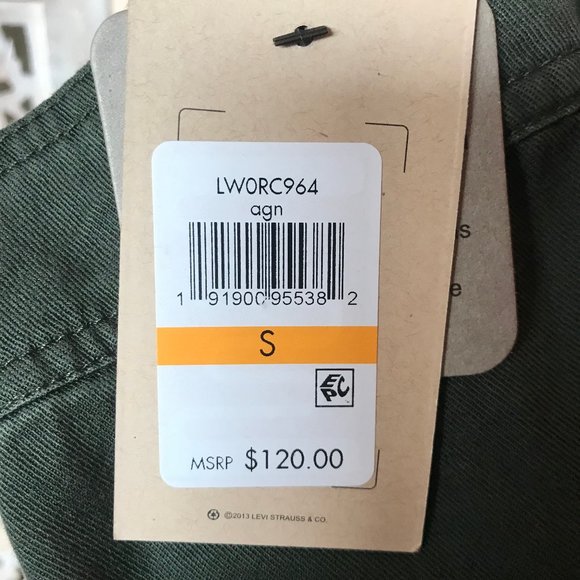 LW0RC964
agn
1 91900 95538 2
S
EPC
MSRP $120.00
©2013 LEVI STRAUSS & CO.
s
e